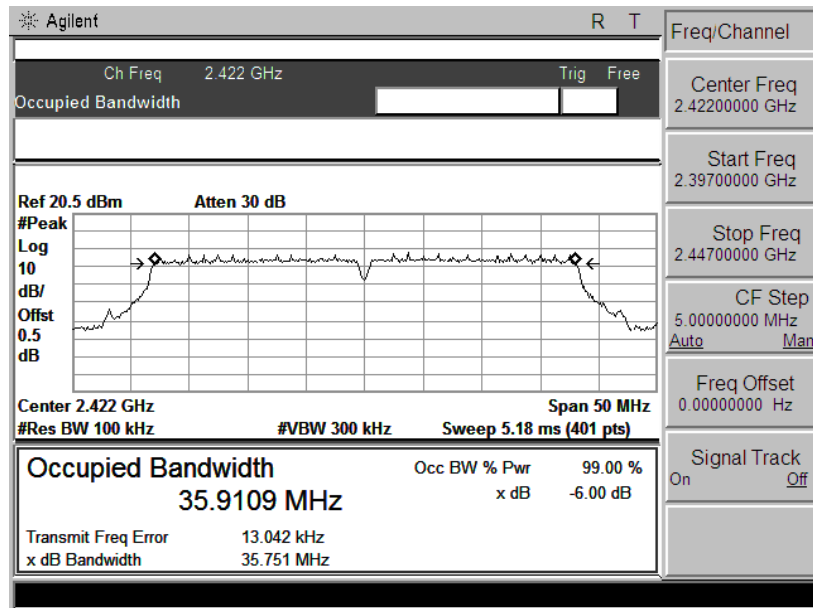 Agilent R T
Ch Freq 2.422 GHz Trig Free
Occupied Bandwidth
Ref 20.5 dBm Atten 30 dB
#Peak
Log
10
dB/
Offst
0.5
dB
Center 2.422 GHz Span 50 MHz
#Res BW 100 kHz #VBW 300 kHz Sweep 5.18 ms (401 pts)
Occupied Bandwidth Occ BW % Pwr 99.00 %
35.9109 MHz x dB -6.00 dB
Transmit Freq Error 13.042 kHz
x dB Bandwidth 35.751 MHz
Freq/Channel
Center Freq
2.42200000 GHz
Start Freq
2.39700000 GHz
Stop Freq
2.44700000 GHz
CF Step
5.00000000 MHz
Auto Man
Freq Offset
0.00000000 Hz
Signal Track
On Off